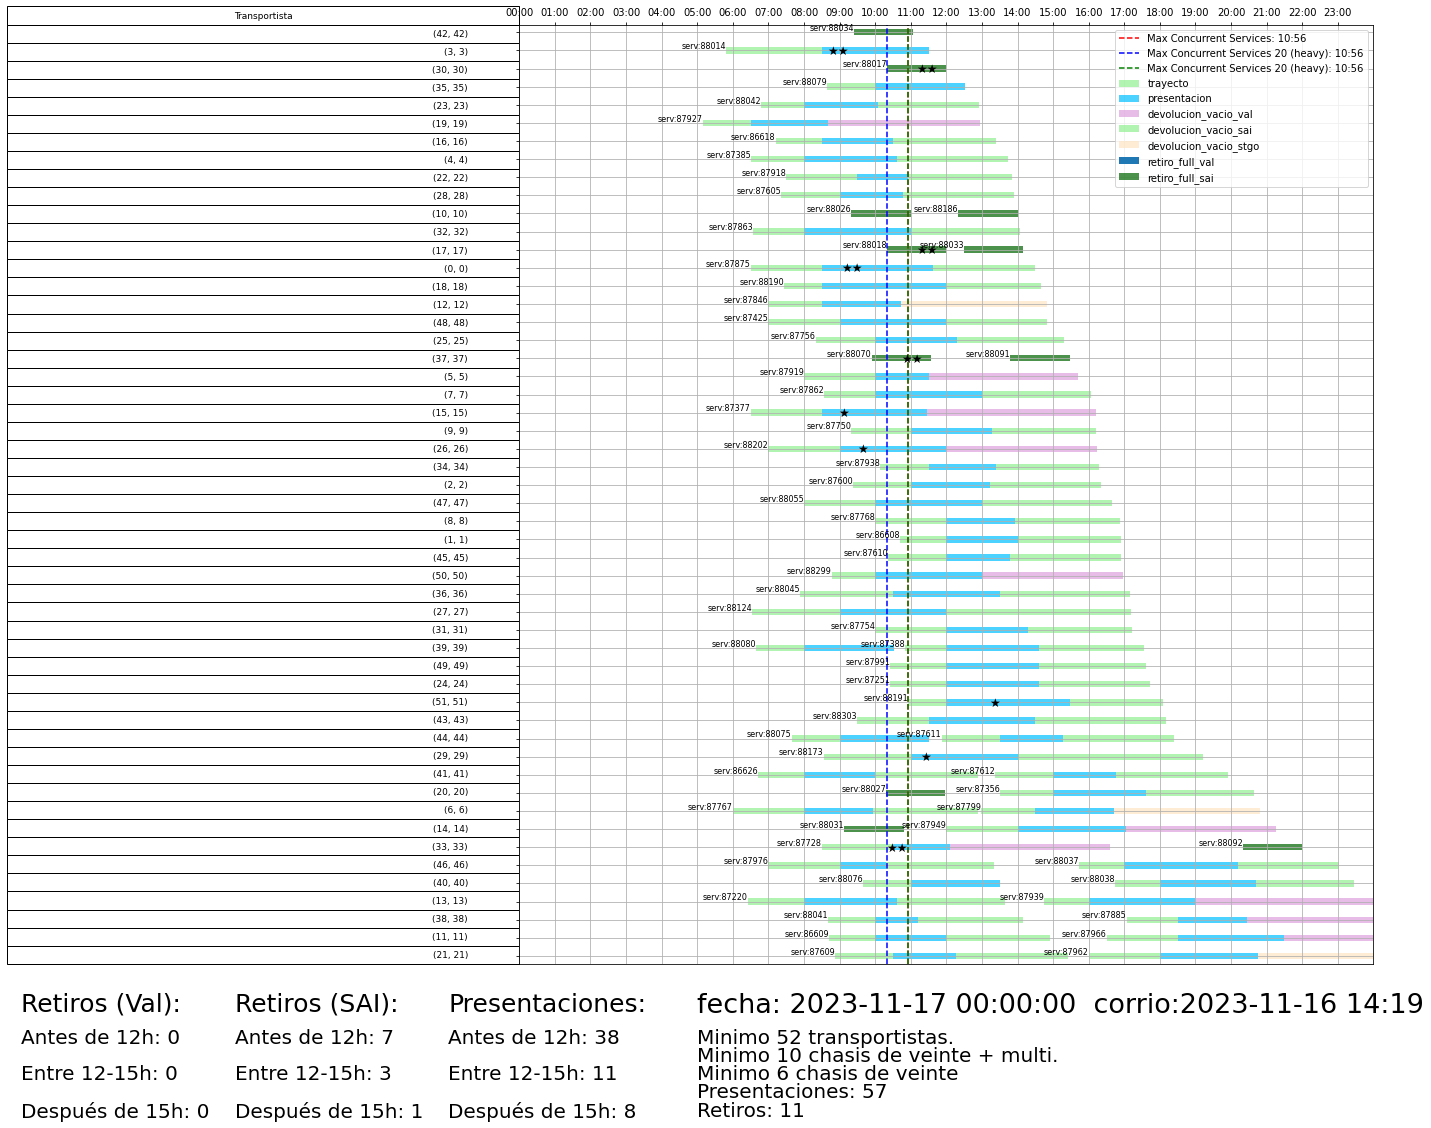 Transportista
00:00 01:00 02:00 03:00 04:00 05:00 06:00 07:00 08:00 09:00 10:00 11:00 12:00 13:00 14:00 15:00 16:00 17:00 18:00 19:00 20:00 21:00 22:00 23:00
Max Concurrent Services: 10:56
Max Concurrent Services 20 (heavy): 10:56
Max Concurrent Services 20 (heavy): 10:56
trayecto
presentacion
devolucion_vacio_val
devolucion_vacio_sai
devolucion_vacio_stgo
retiro_full_val
retiro_full_sai
(42, 42) serv:88034
(3, 3) serv:88014
(30, 30) serv:88017
(35, 35) serv:88079
(23, 23) serv:88042
(19, 19) serv:87927
(16, 16) serv:86618
(4, 4) serv:87385
(22, 22) serv:87918
(28, 28) serv:87605
(10, 10) serv:88026 serv:88186
(32, 32) serv:87863
(17, 17) serv:88018 serv:88033
(0, 0) serv:87875
(18, 18) serv:88190
(12, 12) serv:87846
(48, 48) serv:87425
(25, 25) serv:87756
(37, 37) serv:88070 serv:88091
(5, 5) serv:87919
(7, 7) serv:87862
(15, 15) serv:87377
(9, 9) serv:87750
(26, 26) serv:88202
(34, 34) serv:87938
(2, 2) serv:87600
(47, 47) serv:88055
(8, 8) serv:87768
(1, 1) serv:86608
(45, 45) serv:87610
(50, 50) serv:88299
(36, 36) serv:88045
(27, 27) serv:88124
(31, 31) serv:87754
(39, 39) serv:88080 serv:87388
(49, 49) serv:87991
(24, 24) serv:87251
(51, 51) serv:88191
(43, 43) serv:88303
(44, 44) serv:88075 serv:87611
(29, 29) serv:88173
(41, 41) serv:86626 serv:87612
(20, 20) serv:88027 serv:87356
(6, 6) serv:87767 serv:87799
(14, 14) serv:88031 serv:87949
(33, 33) serv:87728 serv:88092
(46, 46) serv:87976 serv:88037
(40, 40) serv:88076 serv:88038
(13, 13) serv:87220 serv:87939
(38, 38) serv:88041 serv:87885
(11, 11) serv:86609 serv:87966
(21, 21) serv:87609 serv:87962
Retiros (Val):
Antes de 12h: 0
Entre 12-15h: 0
Después de 15h: 0
Retiros (SAI):
Antes de 12h: 7
Entre 12-15h: 3
Después de 15h: 1
Presentaciones:
Antes de 12h: 38
Entre 12-15h: 11
Después de 15h: 8
fecha: 2023-11-17 00:00:00 corrio:2023-11-16 14:19
Minimo 52 transportistas.
Minimo 10 chasis de veinte + multi.
Minimo 6 chasis de veinte
Presentaciones: 57
Retiros: 11